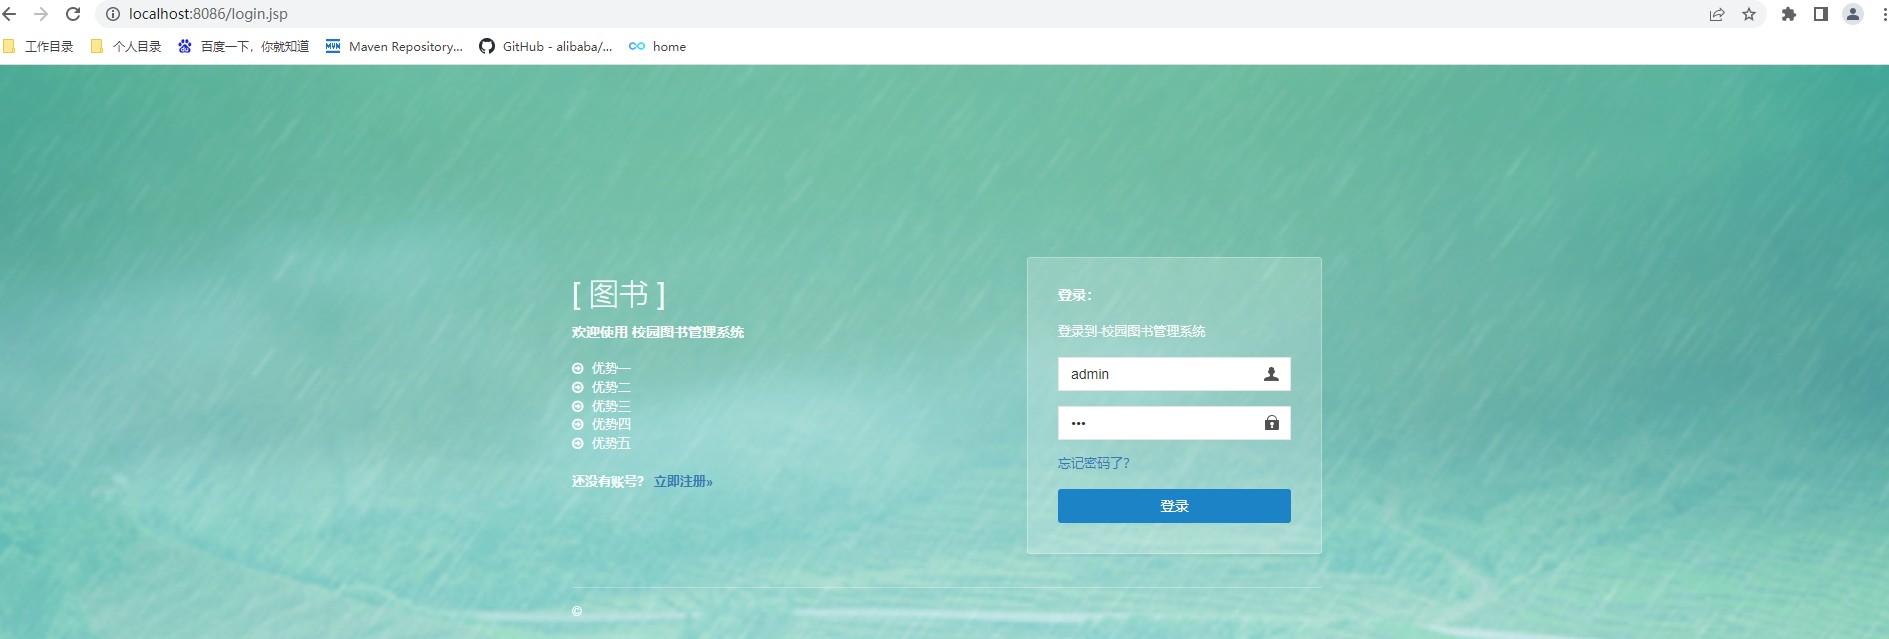 localhost:8086/login.jsp
工作目录 个人目录 百度一下，你就知道 MVN Maven Repository... GitHub - alibaba/... home
[ 图书 ]
欢迎使用 校园图书管理系统
优势一
优势二
优势三
优势四
优势五
还没有账号？ 立即注册»
©
登录：
登录到-校园图书管理系统
admin
•••
忘记密码了？
登录